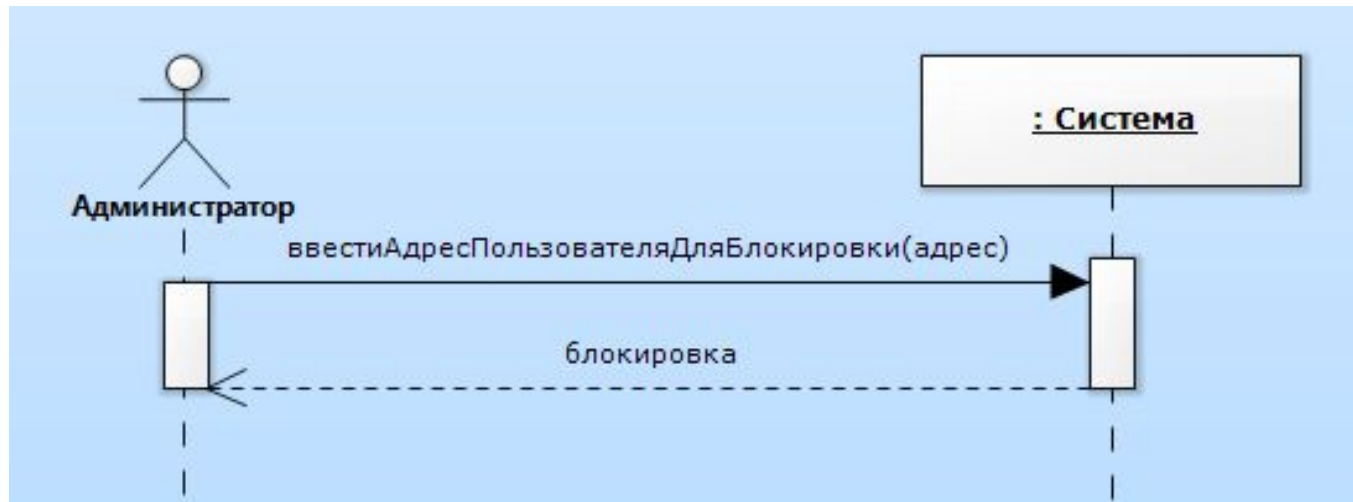 : Система
Администратор
ввестиАдресПользователяДляБлокировки(адрес)
блокировка